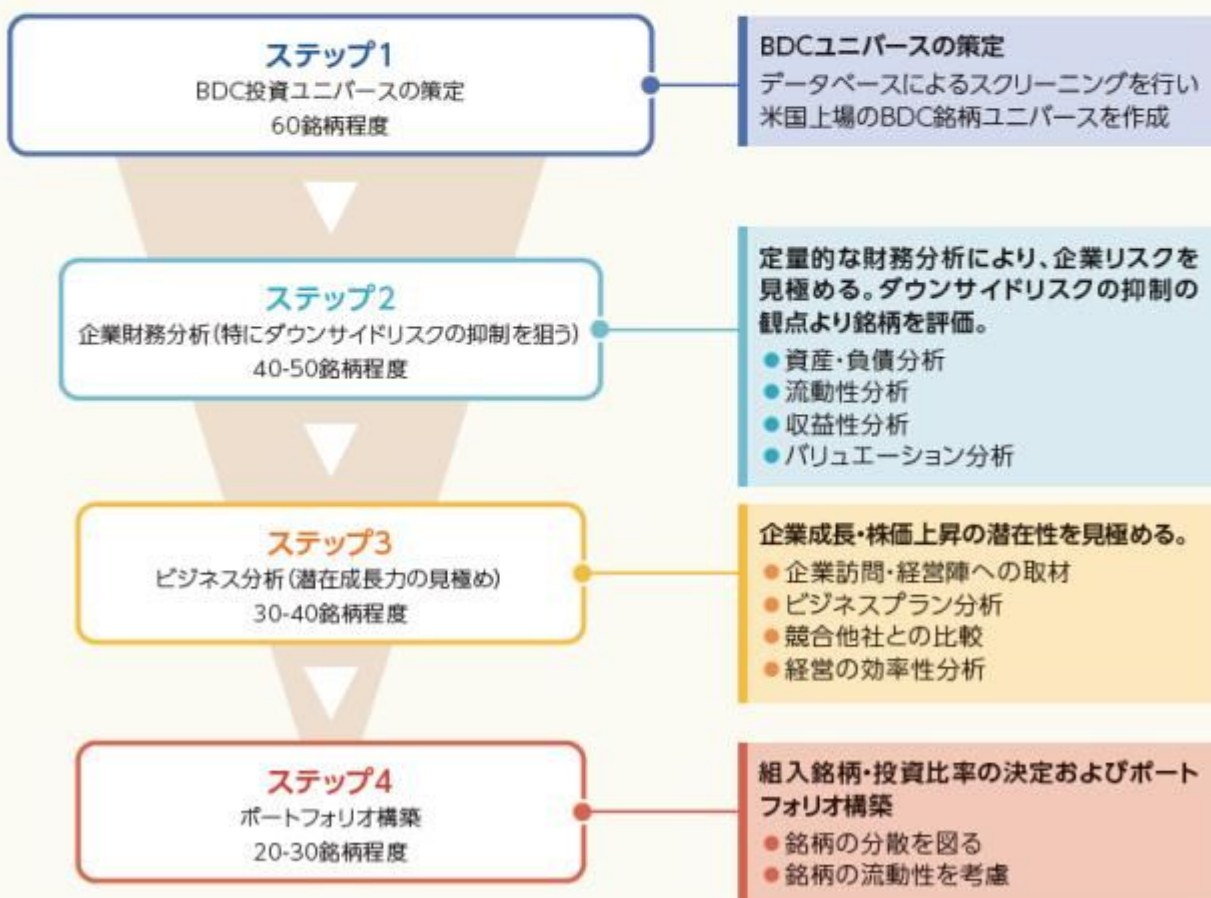 ステップ1
BDC投資ユニバースの策定
60銘柄程度
BDCユニバースの策定
データベースによるスクリーニングを行い
米国上場のBDC銘柄ユニバースを作成
ステップ2
企業財務分析(特にダウンサイドリスクの抑制を狙う)
40-50銘柄程度
定量的な財務分析により、企業リスクを
見極める。ダウンサイドリスクの抑制の
観点より銘柄を評価。
●資産・負債分析
●流動性分析
●収益性分析
●バリュエーション分析
ステップ3
ビジネス分析(潜在成長力の見極め)
30-40銘柄程度
企業成長・株価上昇の潜在性を見極める。
●企業訪問・経営陣への取材
●ビジネスプラン分析
●競合他社との比較
●経営の効率性分析
ステップ4
ポートフォリオ構築
20-30銘柄程度
組入銘柄・投資比率の決定およびポート
フォリオ構築
●銘柄の分散を図る
●銘柄の流動性を考慮